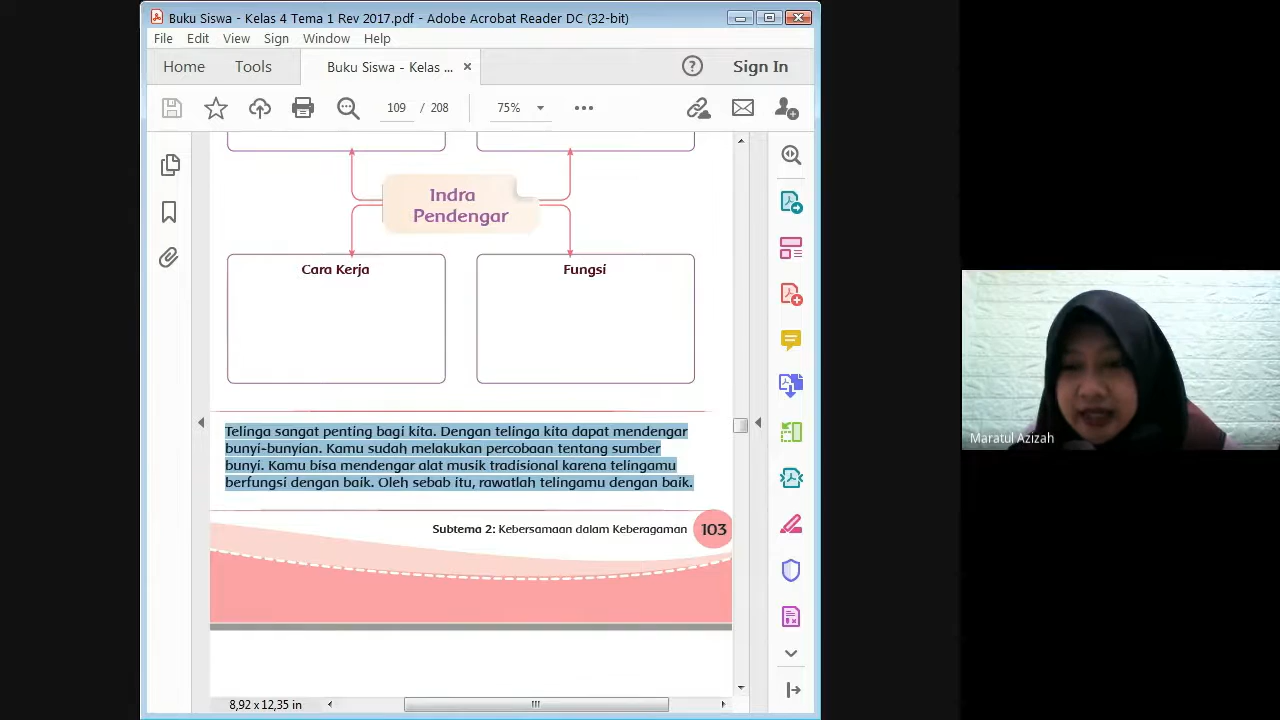 Buku Siswa - Kelas 4 Tema 1 Rev 2017.pdf - Adobe Acrobat Reader DC (32-bit)
File Edit View Sign Window Help
Home Tools Buku Siswa - Kelas ... × Sign In
109 / 208 75%
Indra
Pendengar
Cara Kerja Fungsi
Telinga sangat penting bagi kita. Dengan telinga kita dapat mendengar
bunyi-bunyian. Kamu sudah melakukan percobaan tentang sumber
bunyi. Kamu bisa mendengar alat musik tradisional karena telingamu
berfungsi dengan baik. Oleh sebab itu, rawatlah telingamu dengan baik.
Subtema 2: Kebersamaan dalam Keberagaman 103
8,92 x 12,35 in
Maratul Azizah